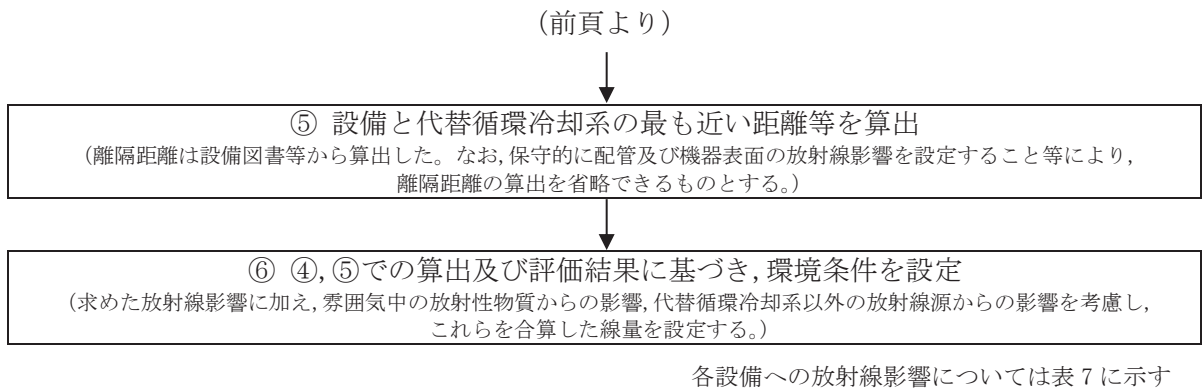 (前頁より)
⑤ 設備と代替循環冷却系の最も近い距離等を算出
(離隔距離は設備図書等から算出した。なお,保守的に配管及び機器表面の放射線影響を設定すること等により,
離隔距離の算出を省略できるものとする。)
⑥ ④,⑤での算出及び評価結果に基づき,環境条件を設定
(求めた放射線影響に加え,雰囲気中の放射性物質からの影響,代替循環冷却系以外の放射線源からの影響を考慮し,
これらを合算した線量を設定する。)
各設備への放射線影響については表 7 に示す